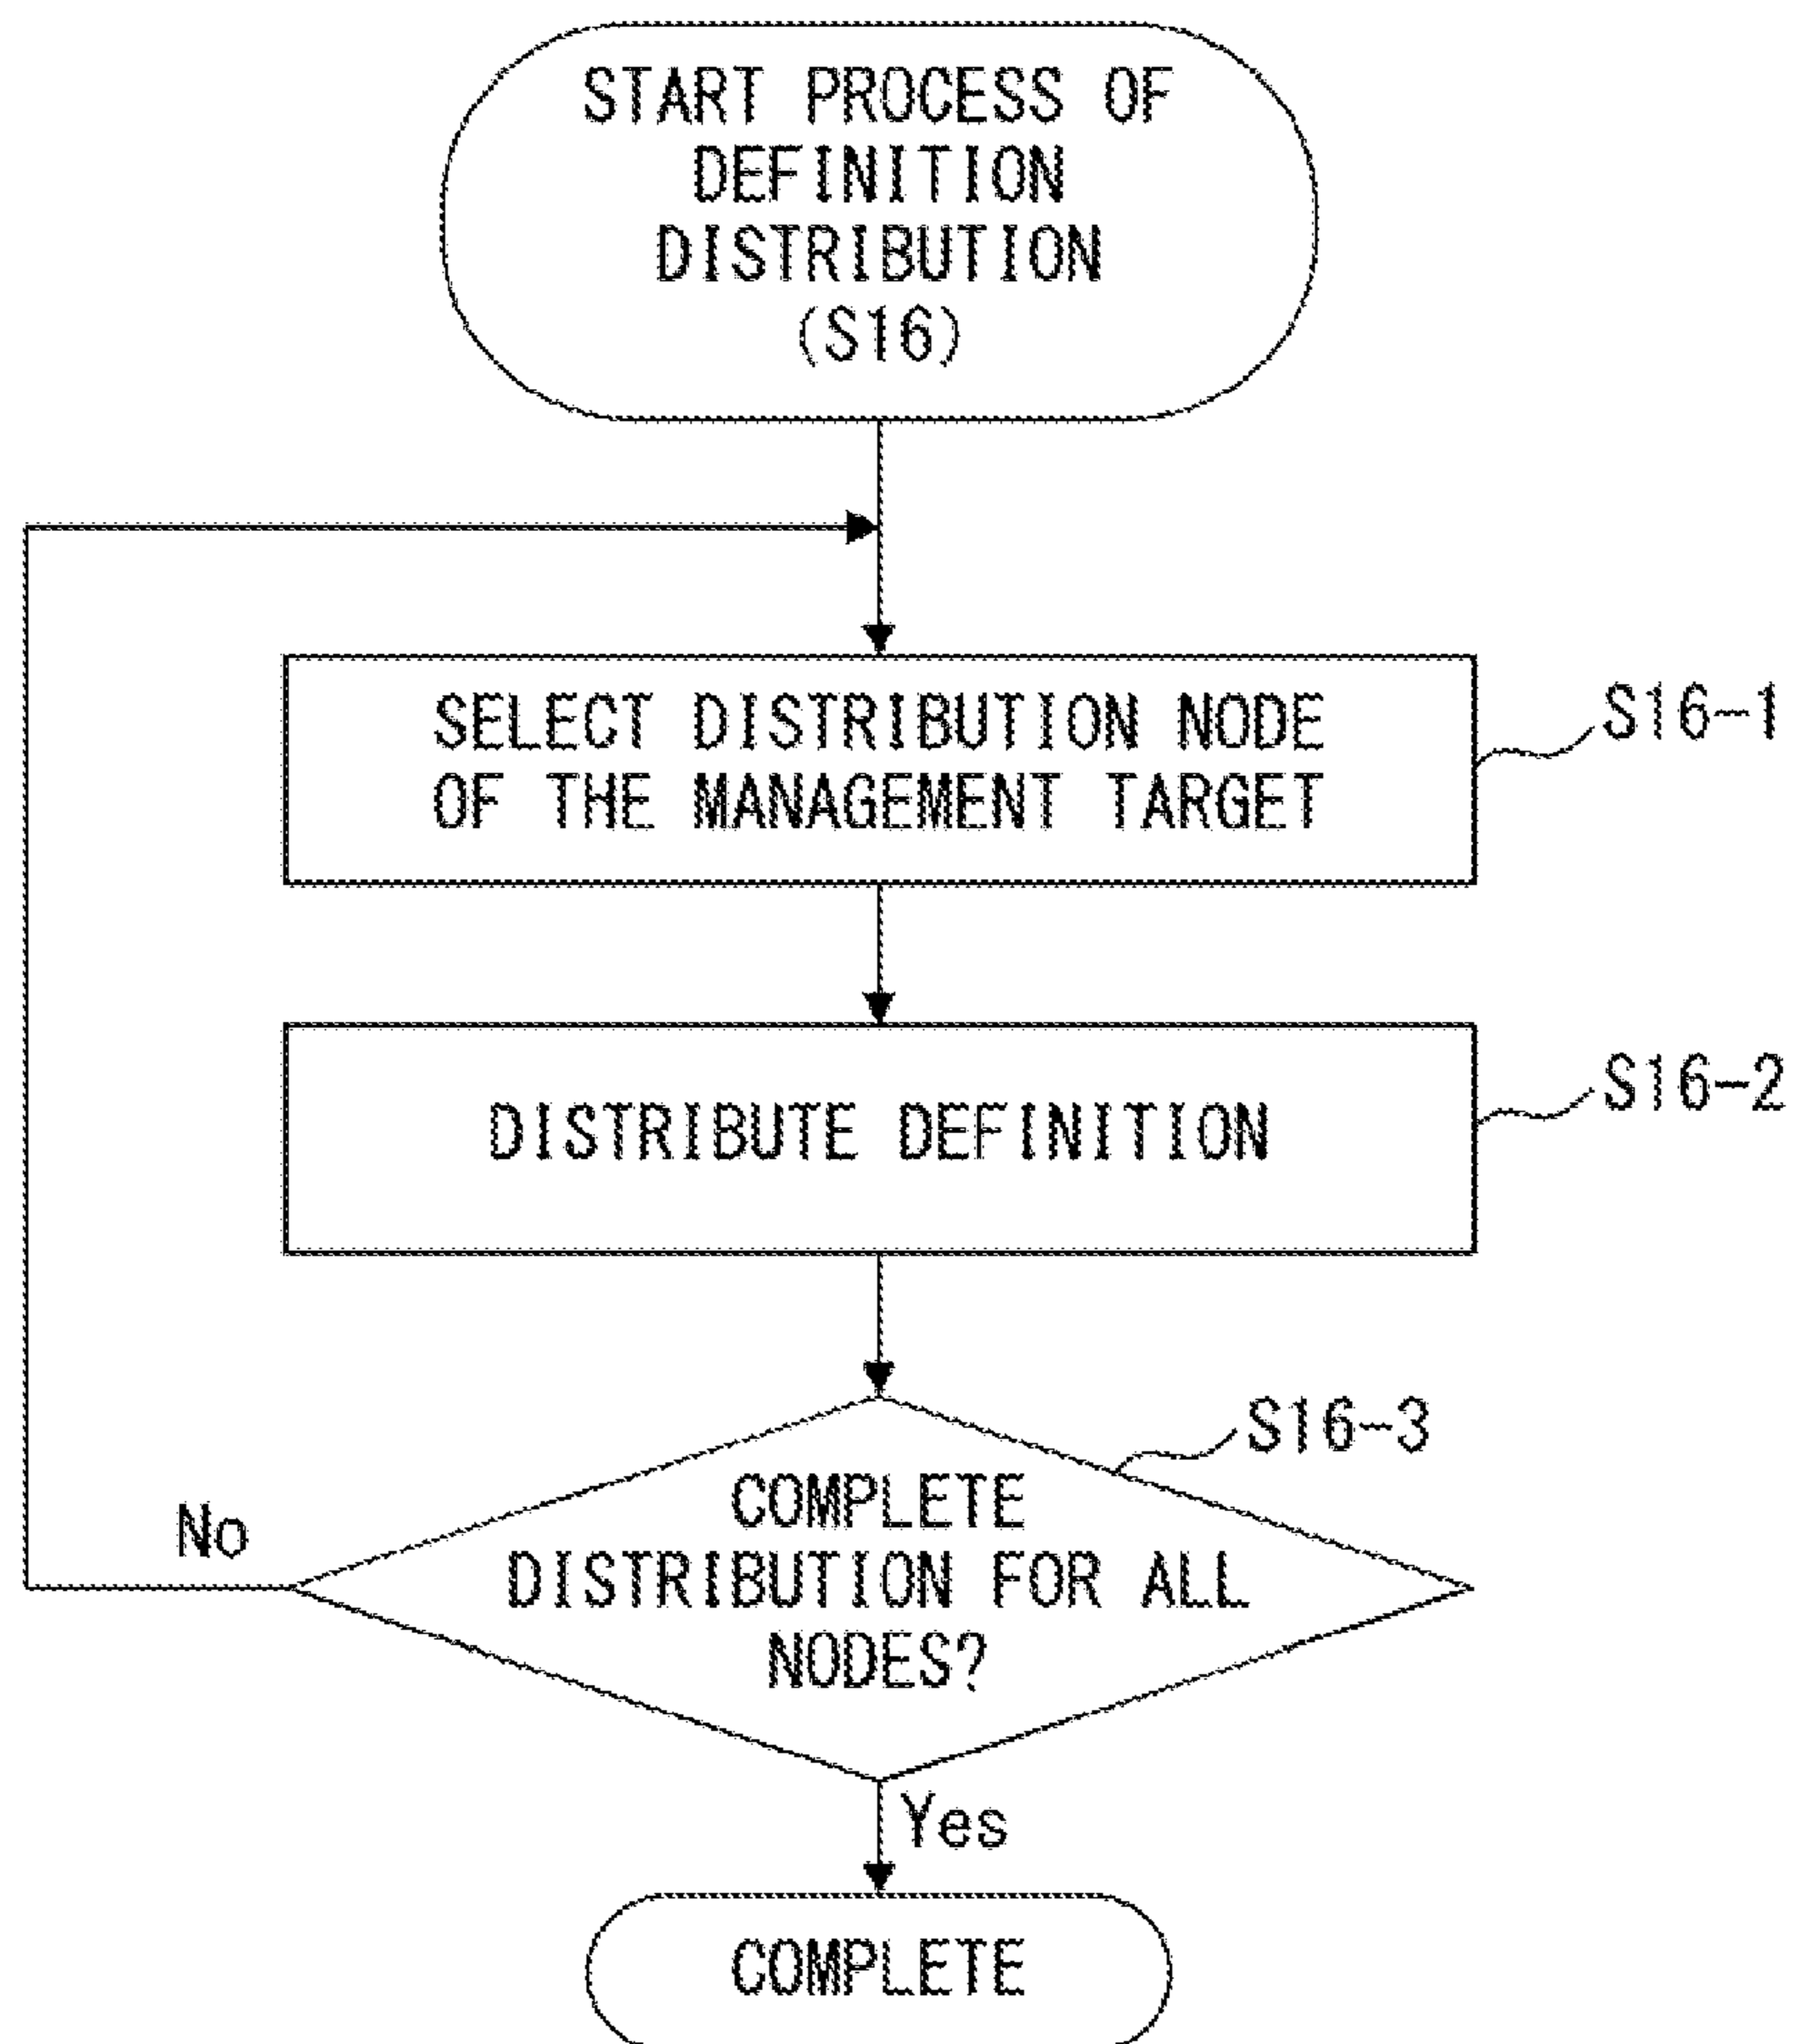 START PROCESS OF
DEFINITION
DISTRIBUTION
(S16)
SELECT DISTRIBUTION NODE
OF THE MANAGEMENT TARGET
S16-1
DISTRIBUTE DEFINITION
S16-2
S16-3
COMPLETE
DISTRIBUTION FOR ALL
NODES?
No
Yes
COMPLETE